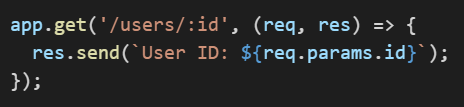 app.get('/users/:id', (req, res) => {
  res.send(`User ID: ${req.params.id}`);
});